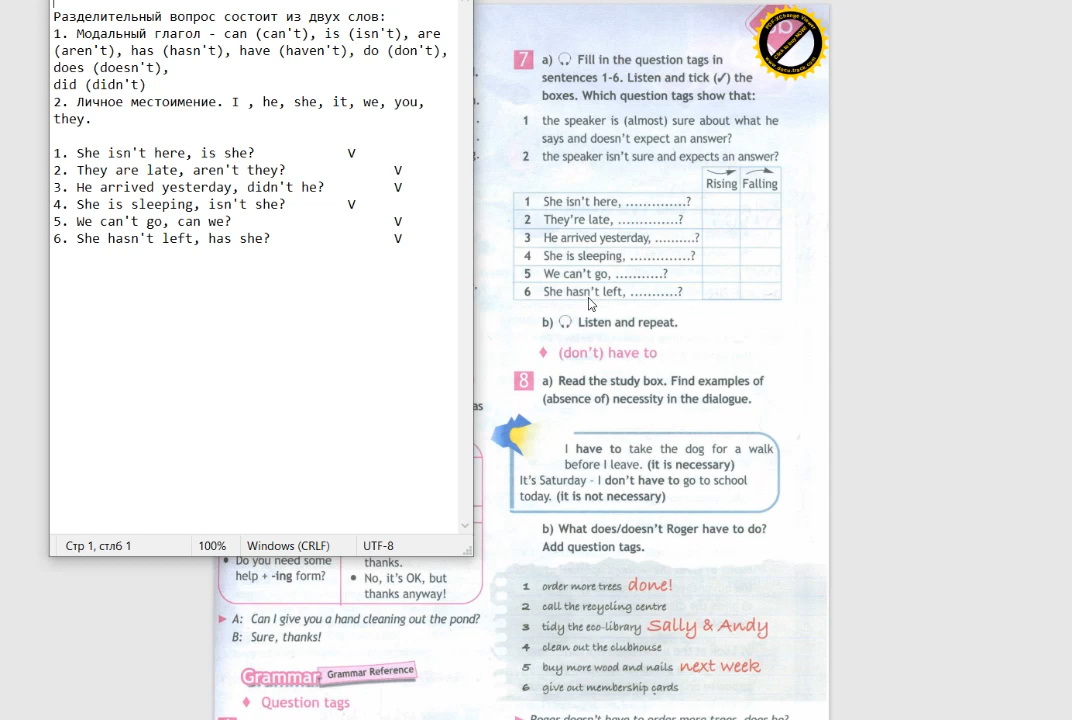 Разделительный вопрос состоит из двух слов:
1. Модальный глагол - can (can't), is (isn't), are
(aren't), has (hasn't), have (haven't), do (don't),
does (doesn't),
did (didn't)
2. Личное местоимение. I , he, she, it, we, you,
they.
1. She isn't here, is she? V
2. They are late, aren't they? V
3. He arrived yesterday, didn't he? V
4. She is sleeping, isn't she? V
5. We can't go, can we? V
6. She hasn't left, has she? V
Стр 1, стлб 1 100% Windows (CRLF) UTF-8
as
• Do you need some
help + -ing form?
thanks.
• No, it's OK, but
thanks anyway!
A: Can I give you a hand cleaning out the pond?
B: Sure, thanks!
Grammar Grammar Reference
Question tags
7 a) Fill in the question tags in
sentences 1-6. Listen and tick (✓) the
boxes. Which question tags show that:
1 the speaker is (almost) sure about what he
says and doesn't expect an answer?
2 the speaker isn't sure and expects an answer?
Rising Falling
1 She isn't here, ...............?
2 They're late, ..............?
3 He arrived yesterday, ..........?
4 She is sleeping, ..............?
5 We can't go, ...........?
6 She hasn't left, ...........?
b) Listen and repeat.
(don't) have to
8 a) Read the study box. Find examples of
(absence of) necessity in the dialogue.
I have to take the dog for a walk
before I leave. (it is necessary)
It's Saturday - I don't have to go to school
today. (it is not necessary)
b) What does/doesn't Roger have to do?
Add question tags.
1 order more trees done!
2 call the recycling centre
3 tidy the eco-library Sally & Andy
4 clean out the clubhouse
5 buy more wood and nails next week
6 give out membership cards
Roger doesn't have to order more trees, does he?